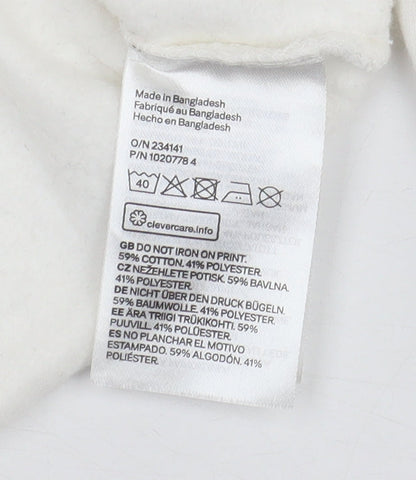 Made in Bangladesh
Fabriqué au Bangladesh
Hecho en Bangladesh
O/N 234141
P/N 1020778 4
40
clevercare.info
GB DO NOT IRON ON PRINT.
59% COTTON. 41% POLYESTER.
CZ NEŽEHLETE POTISK. 59% BAVLNA.
41% POLYESTER.
DE NICHT ÜBER DEN DRUCK BÜGELN.
59% BAUMWOLLE. 41% POLYESTER.
EE ÄRA TRIIGI TRÜKIKOHTI. 59%
PUUVILL. 41% POLÜESTER.
ES NO PLANCHAR EL MOTIVO
ESTAMPADO. 59% ALGODÓN. 41%
POLIÉSTER.